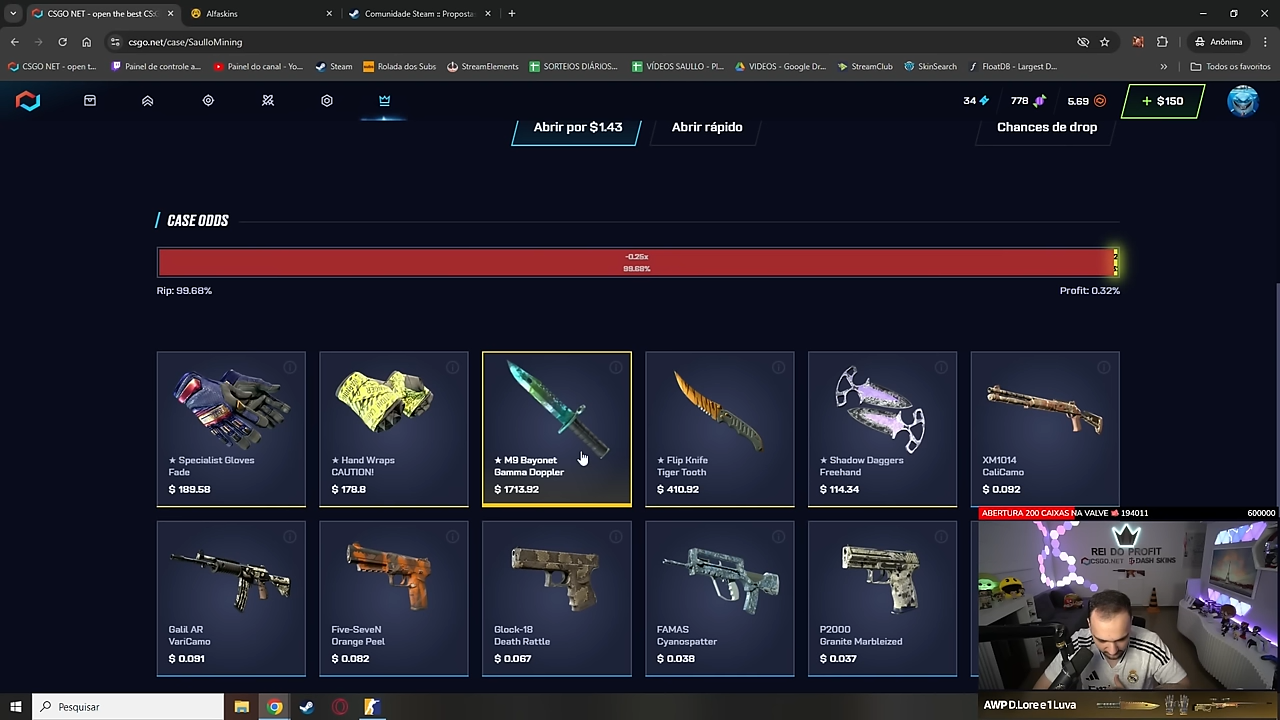 CSGO NET - open the best CS:
Alfaskins
Comunidade Steam :: Proposta
csgo.net/case/SaulloMining
Anônima
CSGO NET - open t...
Painel de controle a...
Painel do canal - Yo...
Steam
Rolada dos Subs
StreamElements
SORTEIOS DIÁRIOS...
VÍDEOS SAULLO - Pl...
VIDEOS - Google Dr...
StreamClub
SkinSearch
FloatDB - Largest D...
Todos os favoritos
34
778
5.69
+ $150
Abrir por $1.43
Abrir rápido
Chances de drop
CASE ODDS
-0.25x
99.68%
Rip: 99.68%
Profit: 0.32%
★ Specialist Gloves
Fade
$ 189.58
★ Hand Wraps
CAUTION!
$ 178.8
★ M9 Bayonet
Gamma Doppler
$ 1713.92
★ Flip Knife
Tiger Tooth
$ 410.92
★ Shadow Daggers
Freehand
$ 114.34
XM1014
CaliCamo
$ 0.092
Galil AR
VariCamo
$ 0.091
Five-SeveN
Orange Peel
$ 0.082
Glock-18
Death Rattle
$ 0.067
FAMAS
Cyanospatter
$ 0.038
P2000
Granite Marbleized
$ 0.037
ABERTURA 200 CAIXAS NA VALVE 194011
600000
REI DO PROFIT
CSGO.NET DASH SKINS
AWP D.Lore e 1 Luva
Pesquisar